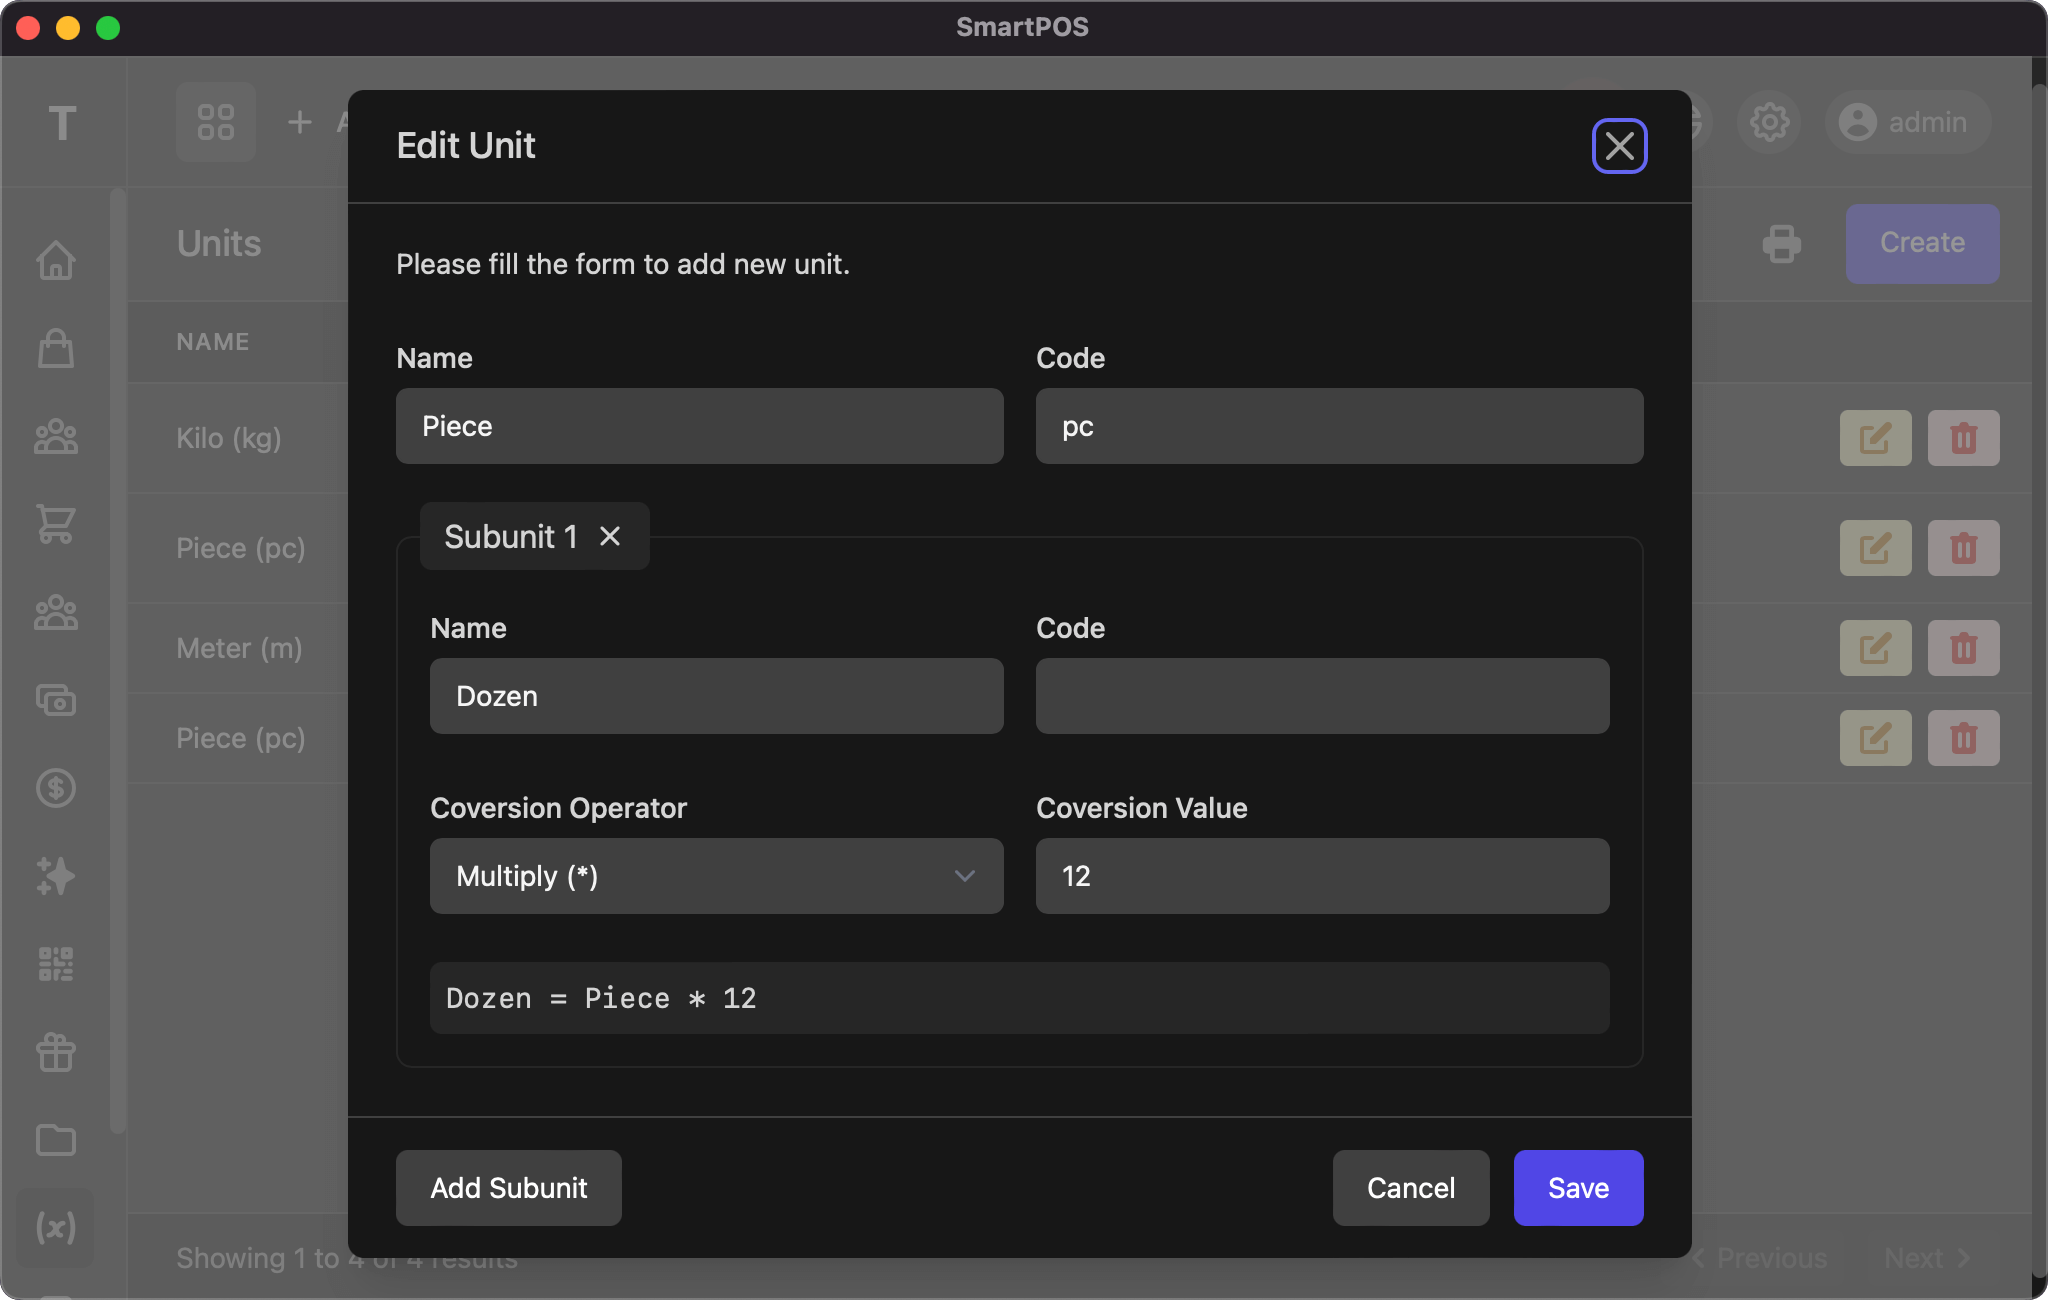 SmartPOS
T
+ A
admin
Edit Unit
Units
Create
Please fill the form to add new unit.
NAME
Name
Code
Piece
pc
Kilo (kg)
Subunit 1
Piece (pc)
Name
Code
Meter (m)
Dozen
Piece (pc)
Coversion Operator
Coversion Value
Multiply (*)
12
Dozen = Piece * 12
Add Subunit
Cancel
Save
(x)
Showing 1 to 4 of 4 results
Previous
Next